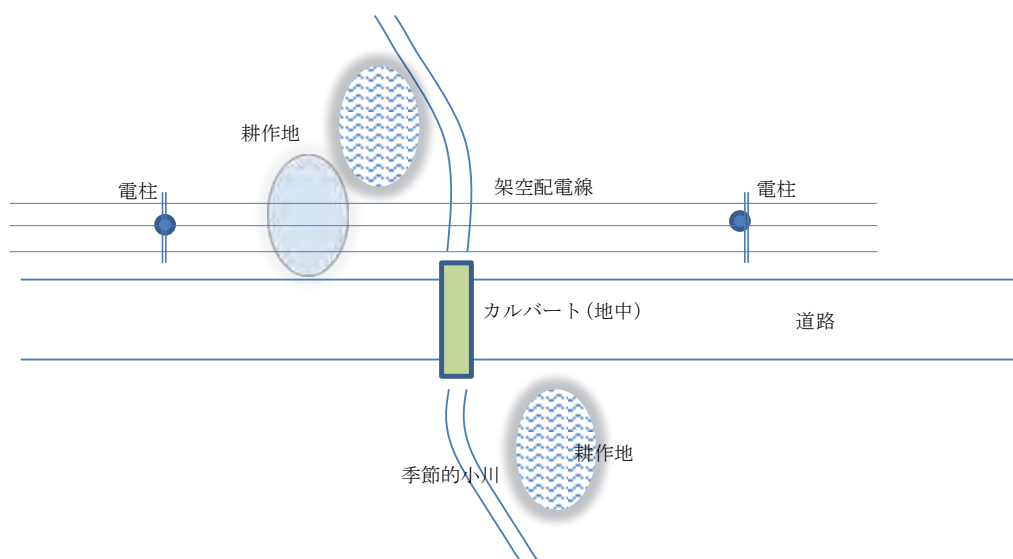 耕作地
電柱
架空配電線
電柱
カルバート（地中）
道路
耕作地
季節的小川